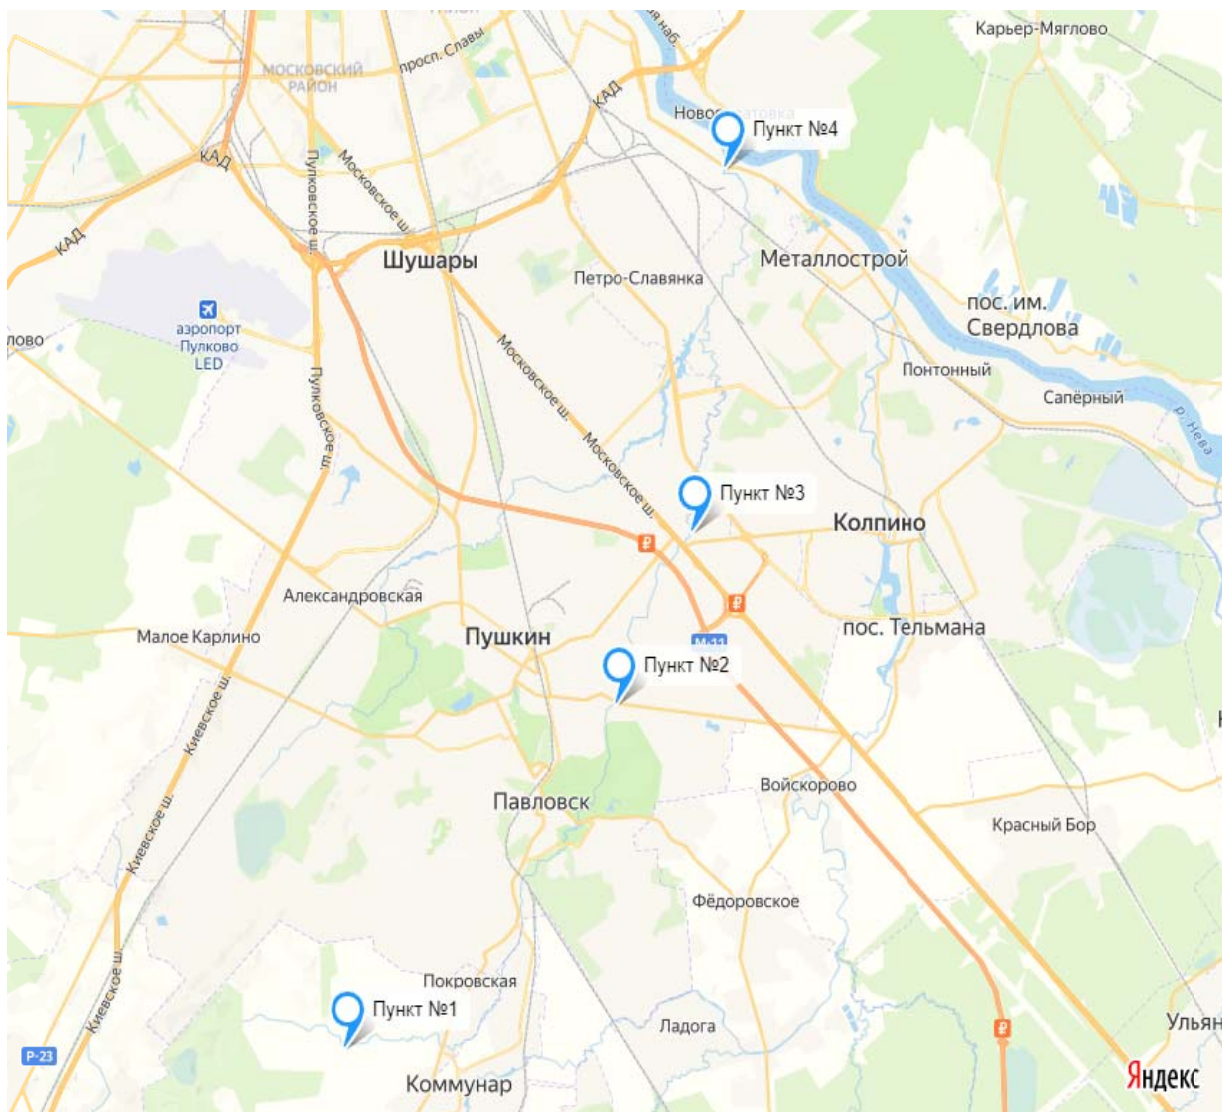 наб.
Карьер-Мяглово
просп. Славы
МОСКОВСКИЙ
РАЙОН
КАД
Пункт №4
КАД
Пулковское ш.
Московское ш.
КАД
Шушары
Металлострой
Петро-Славянка
пос. им.
Свердлова
аэропорт
Пулково
LED
Московское ш.
Понтонный
Пулковское ш.
Сапёрный
р. Нева
Московское ш.
Пункт №3
Колпино
Александровская
Малое Карлино
Пушкин
пос. Тельмана
М-11
Пункт №2
Киевское ш.
Войскорово
Павловск
Киевское ш.
Красный Бор
Фёдоровское
Киевское ш.
Покровская
Пункт №1
Ладога
Ульян
Р-23
Коммунар
Яндекс